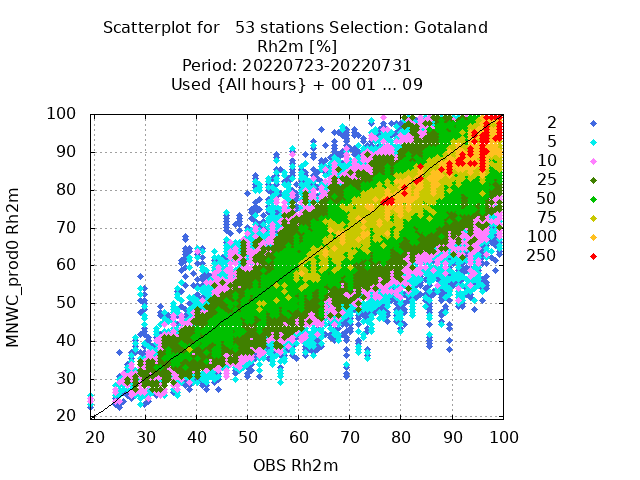 Scatterplot for   53 stations Selection: Gotaland
Rh2m [%]
Period: 20220723-20220731
Used {All hours} + 00 01 ... 09
MNWC_prod0 Rh2m
100
90
80
70
60
50
40
30
20
20 30 40 50 60 70 80 90 100
OBS Rh2m
2
5
10
25
50
75
100
250